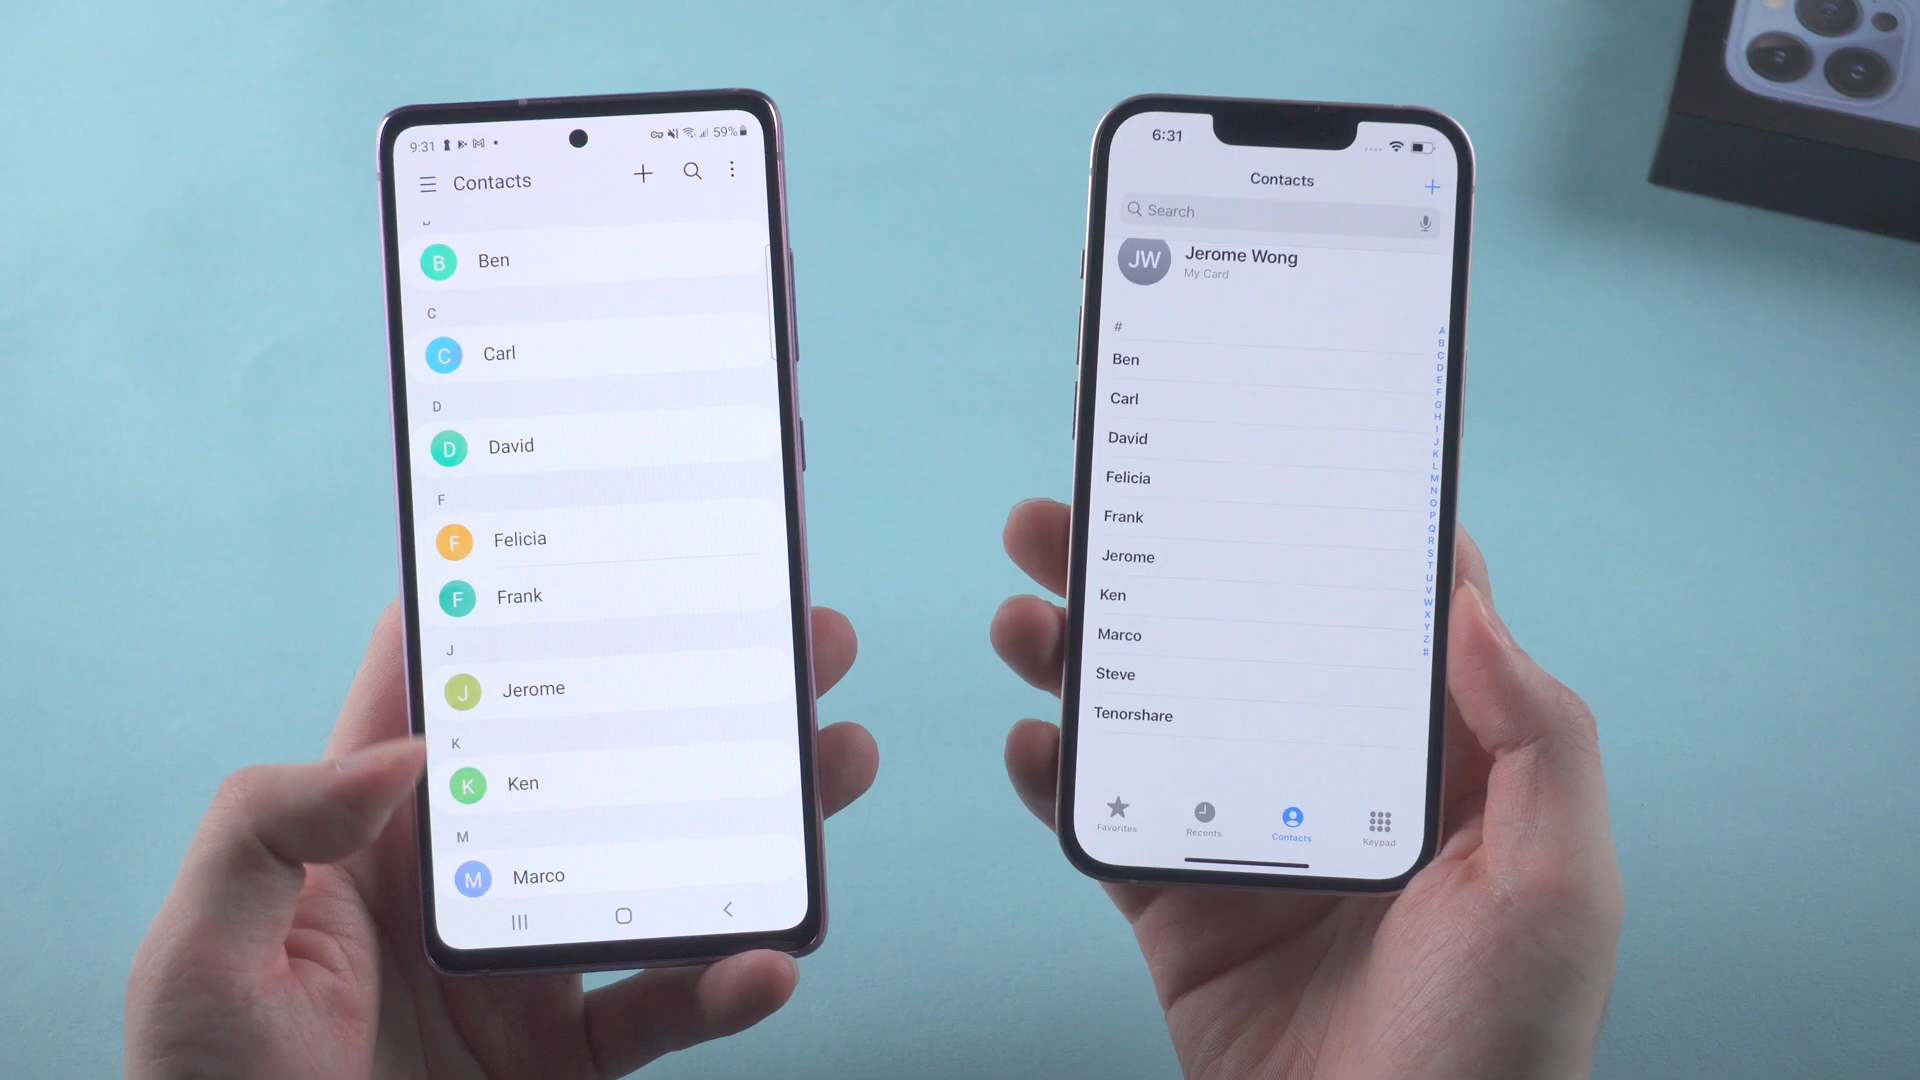 9:31
59%
Contacts
B
Ben
C
C
Carl
D
D
David
F
F
Felicia
F
Frank
J
J
Jerome
K
K
Ken
M
M
Marco
6:31
Contacts
Search
JW
Jerome Wong
My Card
#
Ben
Carl
David
Felicia
Frank
Jerome
Ken
Marco
Steve
Tenorshare
A
B
C
D
E
F
G
H
I
J
K
L
M
N
O
P
Q
R
S
T
U
V
W
X
Y
Z
#
Favorites
Recents
Contacts
Keypad